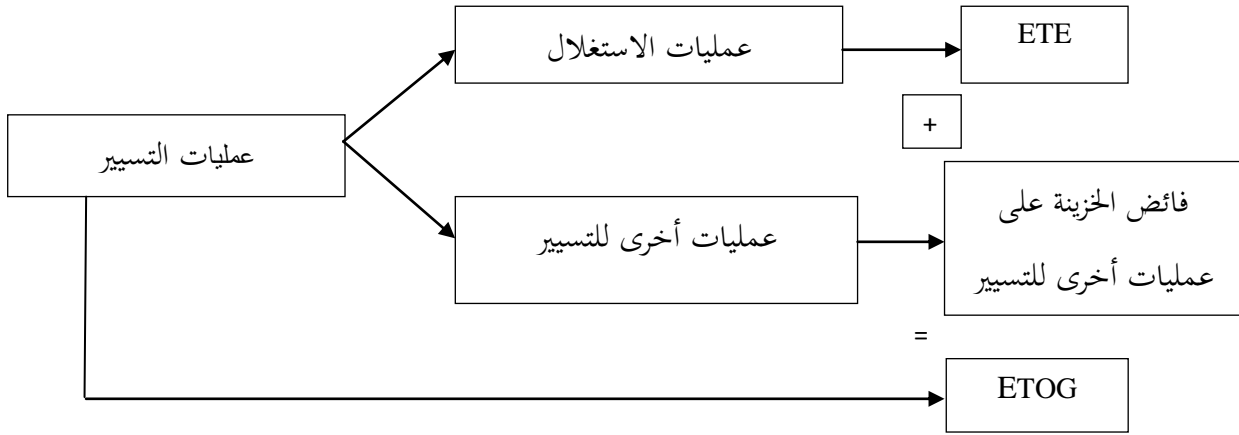 عمليات الاستغلال
ETE
+
عمليات التسيير
عمليات أخرى للتسيير
فائض الخزينة على
عمليات أخرى للتسيير
=
ETOG